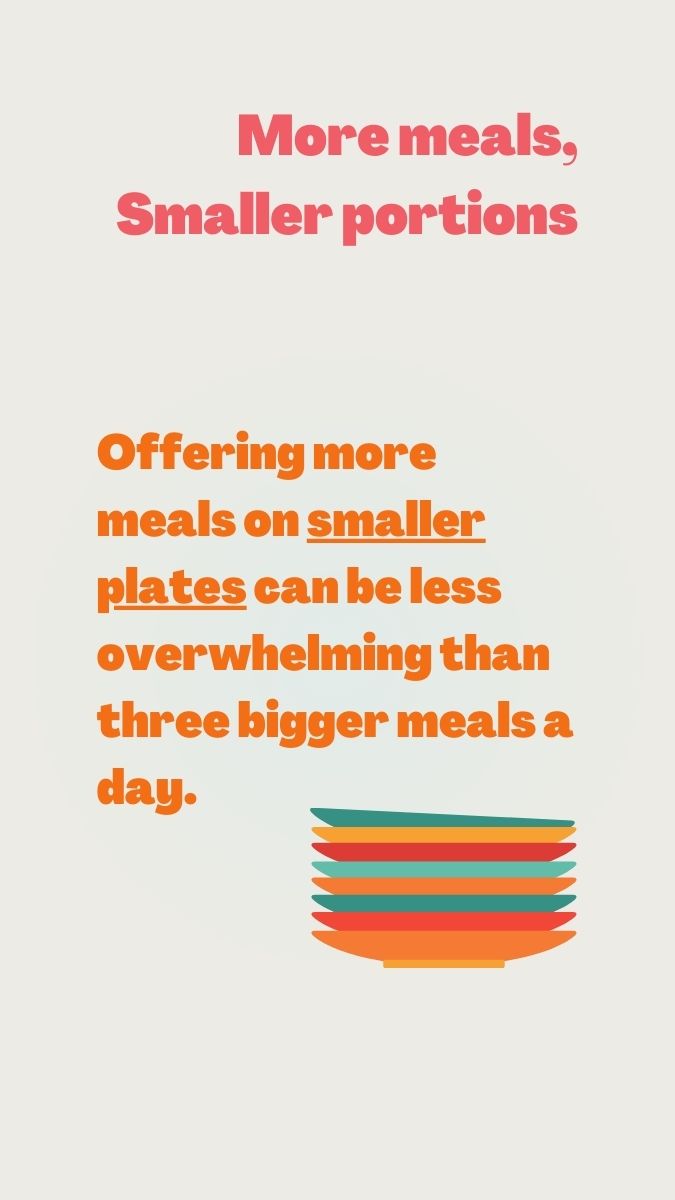 More meals,
Smaller portions
Offering more
meals on smaller
plates can be less
overwhelming than
three bigger meals a
day.